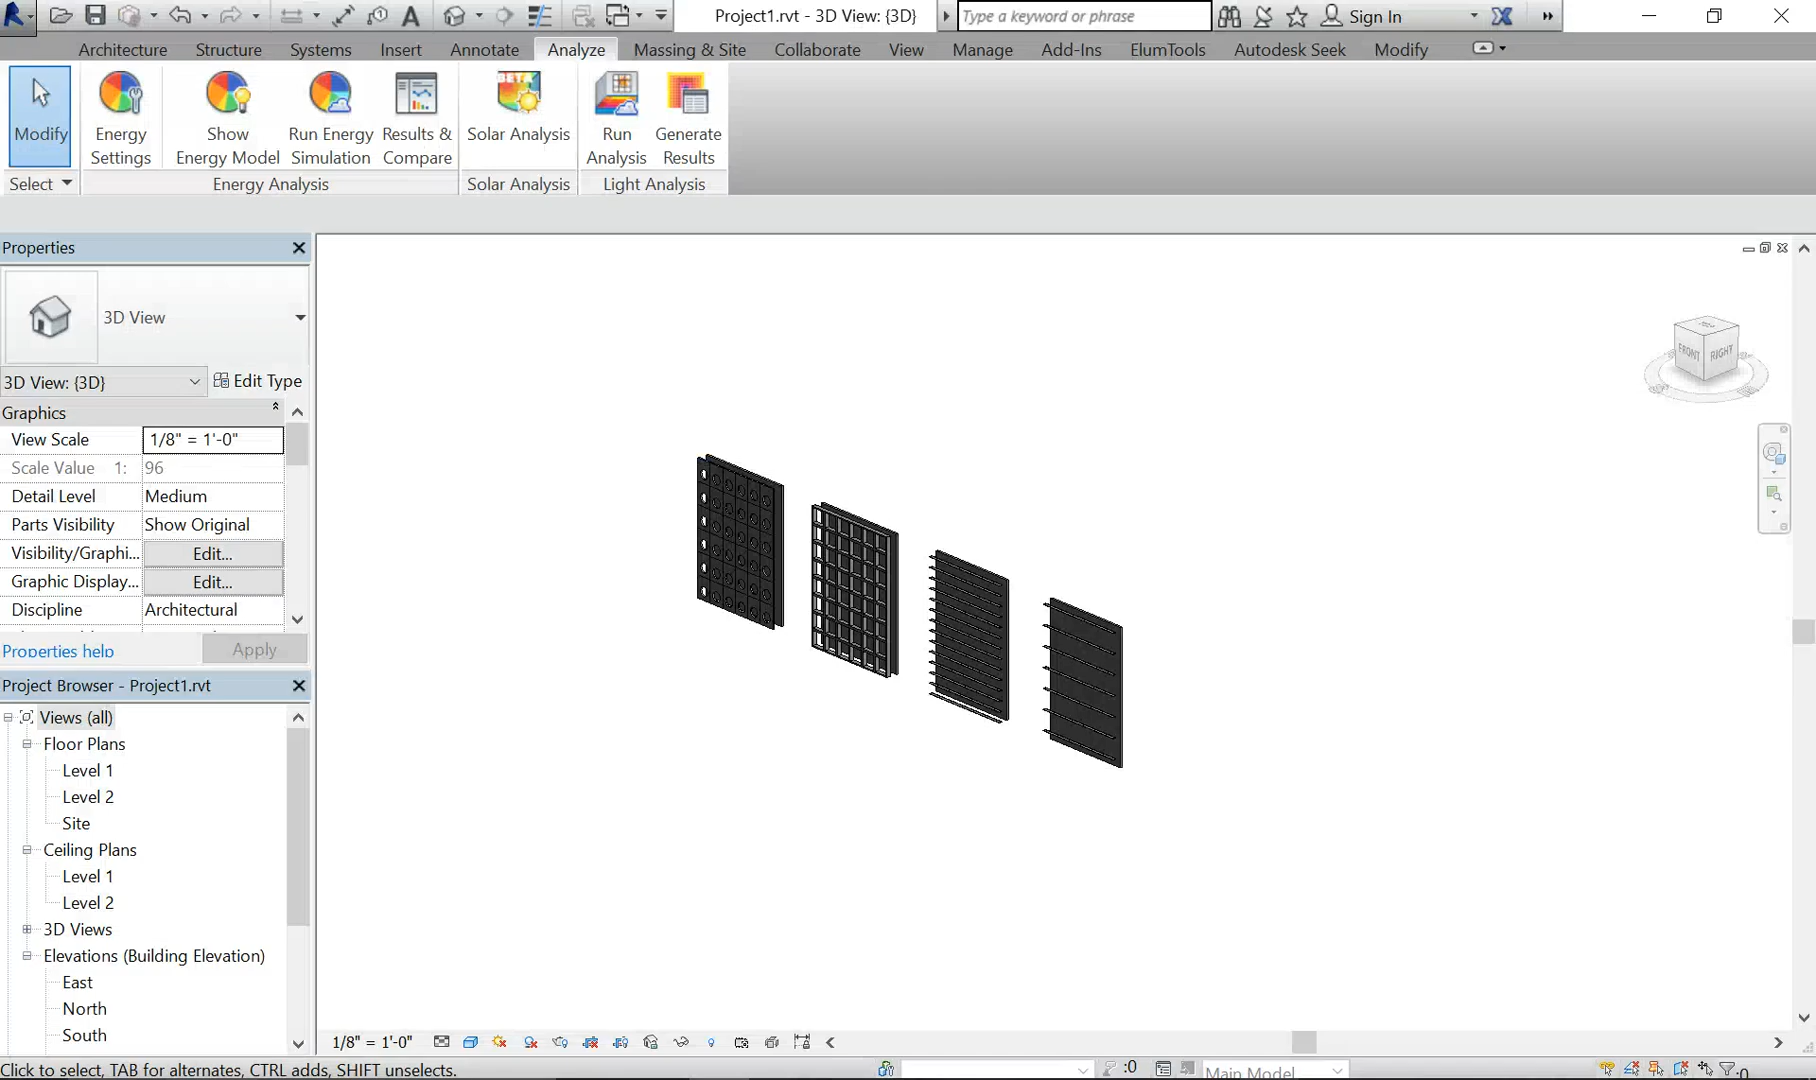 Project1.rvt - 3D View: {3D}
Type a keyword or phrase
Sign In
Architecture Structure Systems Insert Annotate Analyze Massing & Site Collaborate View Manage Add-Ins ElumTools Autodesk Seek Modify
Modify
Energy Settings
Show Energy Model
Run Energy Simulation
Results & Compare
BETA
Solar Analysis
Run Analysis
Generate Results
Select
Energy Analysis
Solar Analysis
Light Analysis
Properties
3D View
3D View: {3D}
Edit Type
Graphics
View Scale 1/8" = 1'-0"
Scale Value 1: 96
Detail Level Medium
Parts Visibility Show Original
Visibility/Graphi... Edit...
Graphic Display... Edit...
Discipline Architectural
Properties help
Apply
Project Browser - Project1.rvt
Views (all)
Floor Plans
Level 1
Level 2
Site
Ceiling Plans
Level 1
Level 2
3D Views
Elevations (Building Elevation)
East
North
South
FRONT
RIGHT
1/8" = 1'-0"
Click to select, TAB for alternates, CTRL adds, SHIFT unselects.
:0
Main Model
:0